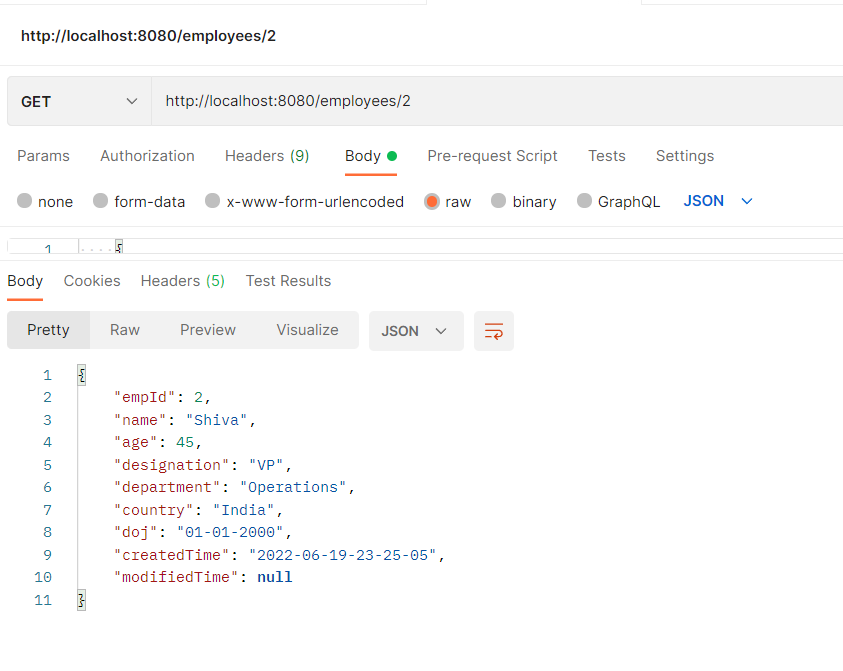 http://localhost:8080/employees/2
GET http://localhost:8080/employees/2
Params Authorization Headers (9) Body Pre-request Script Tests Settings
none form-data x-www-form-urlencoded raw binary GraphQL JSON
1 {
Body Cookies Headers (5) Test Results
Pretty Raw Preview Visualize JSON
1 {
2 "empId": 2,
3 "name": "Shiva",
4 "age": 45,
5 "designation": "VP",
6 "department": "Operations",
7 "country": "India",
8 "doj": "01-01-2000",
9 "createdTime": "2022-06-19-23-25-05",
10 "modifiedTime": null
11 }